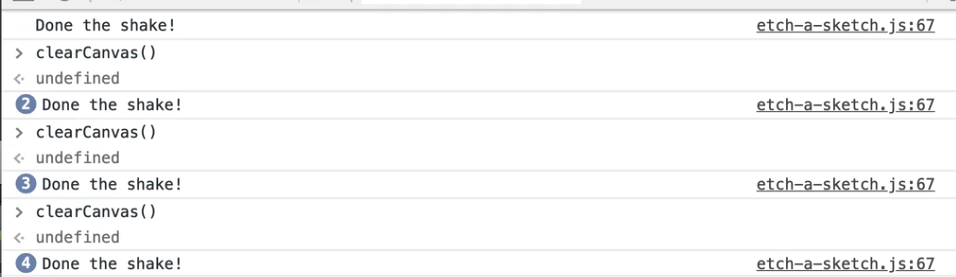 Done the shake! etch-a-sketch.js:67
> clearCanvas()
<· undefined
2 Done the shake! etch-a-sketch.js:67
> clearCanvas()
<· undefined
3 Done the shake! etch-a-sketch.js:67
> clearCanvas()
<· undefined
4 Done the shake! etch-a-sketch.js:67